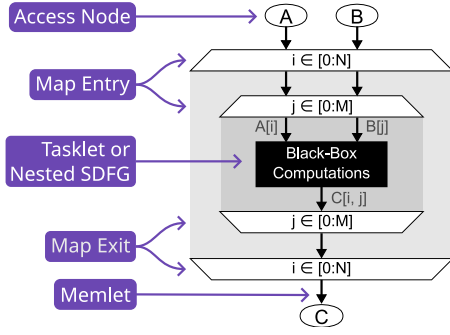 Access Node
A
B
i ∈ [0:N]
Map Entry
j ∈ [0:M]
A[i]
B[j]
Tasklet or
Nested SDFG
Black-Box
Computations
C[i, j]
j ∈ [0:M]
Map Exit
i ∈ [0:N]
Memlet
C